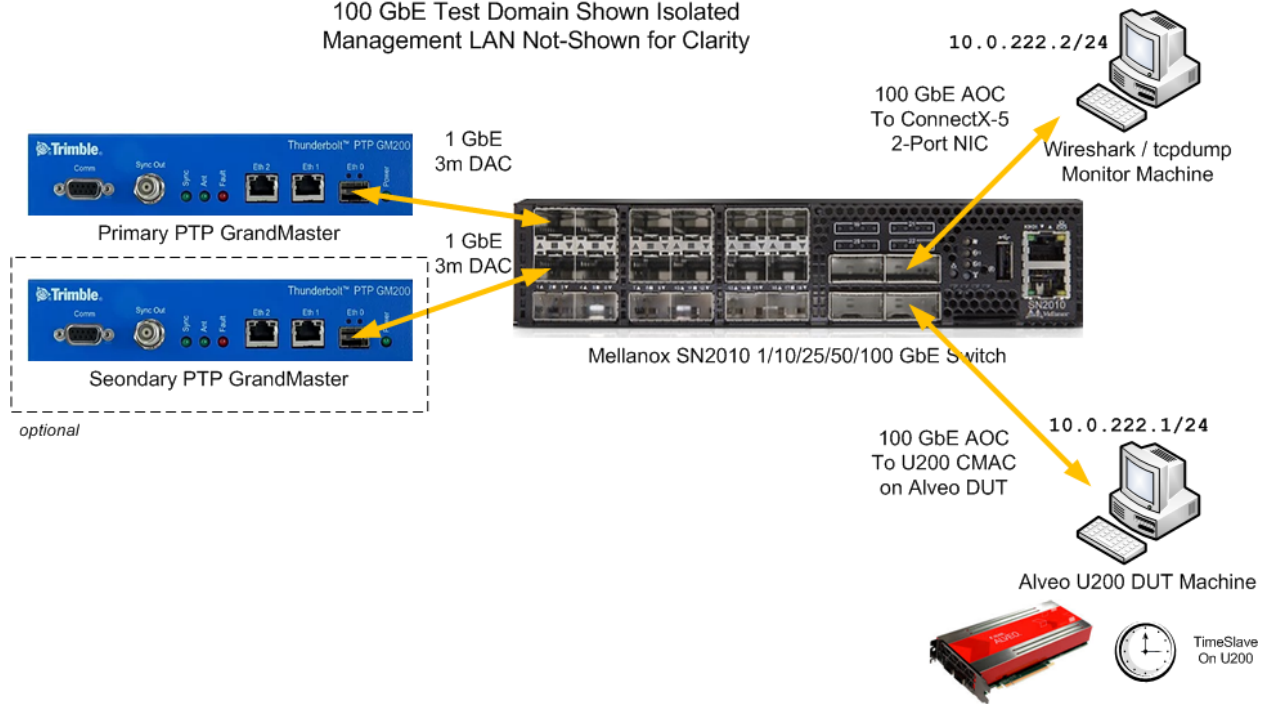 100 GbE Test Domain Shown Isolated
Management LAN Not-Shown for Clarity
10.0.222.2/24
100 GbE AOC
To ConnectX-5
2-Port NIC
Wireshark / tcpdump
Monitor Machine
1 GbE
3m DAC
Trimble.
Thunderbolt™ PTP GM200
Comm
Sync Out
Sync
Ant
Fault
Eth 2
Eth 1
Eth 0
Power
Primary PTP GrandMaster
1 GbE
3m DAC
Trimble.
Thunderbolt™ PTP GM200
Comm
Sync Out
Sync
Ant
Fault
Eth 2
Eth 1
Eth 0
Power
Seondary PTP GrandMaster
optional
SN2010
Mellanox
Mellanox SN2010 1/10/25/50/100 GbE Switch
100 GbE AOC
To U200 CMAC
on Alveo DUT
10.0.222.1/24
Alveo U200 DUT Machine
ALVEO
TimeSlave
On U200